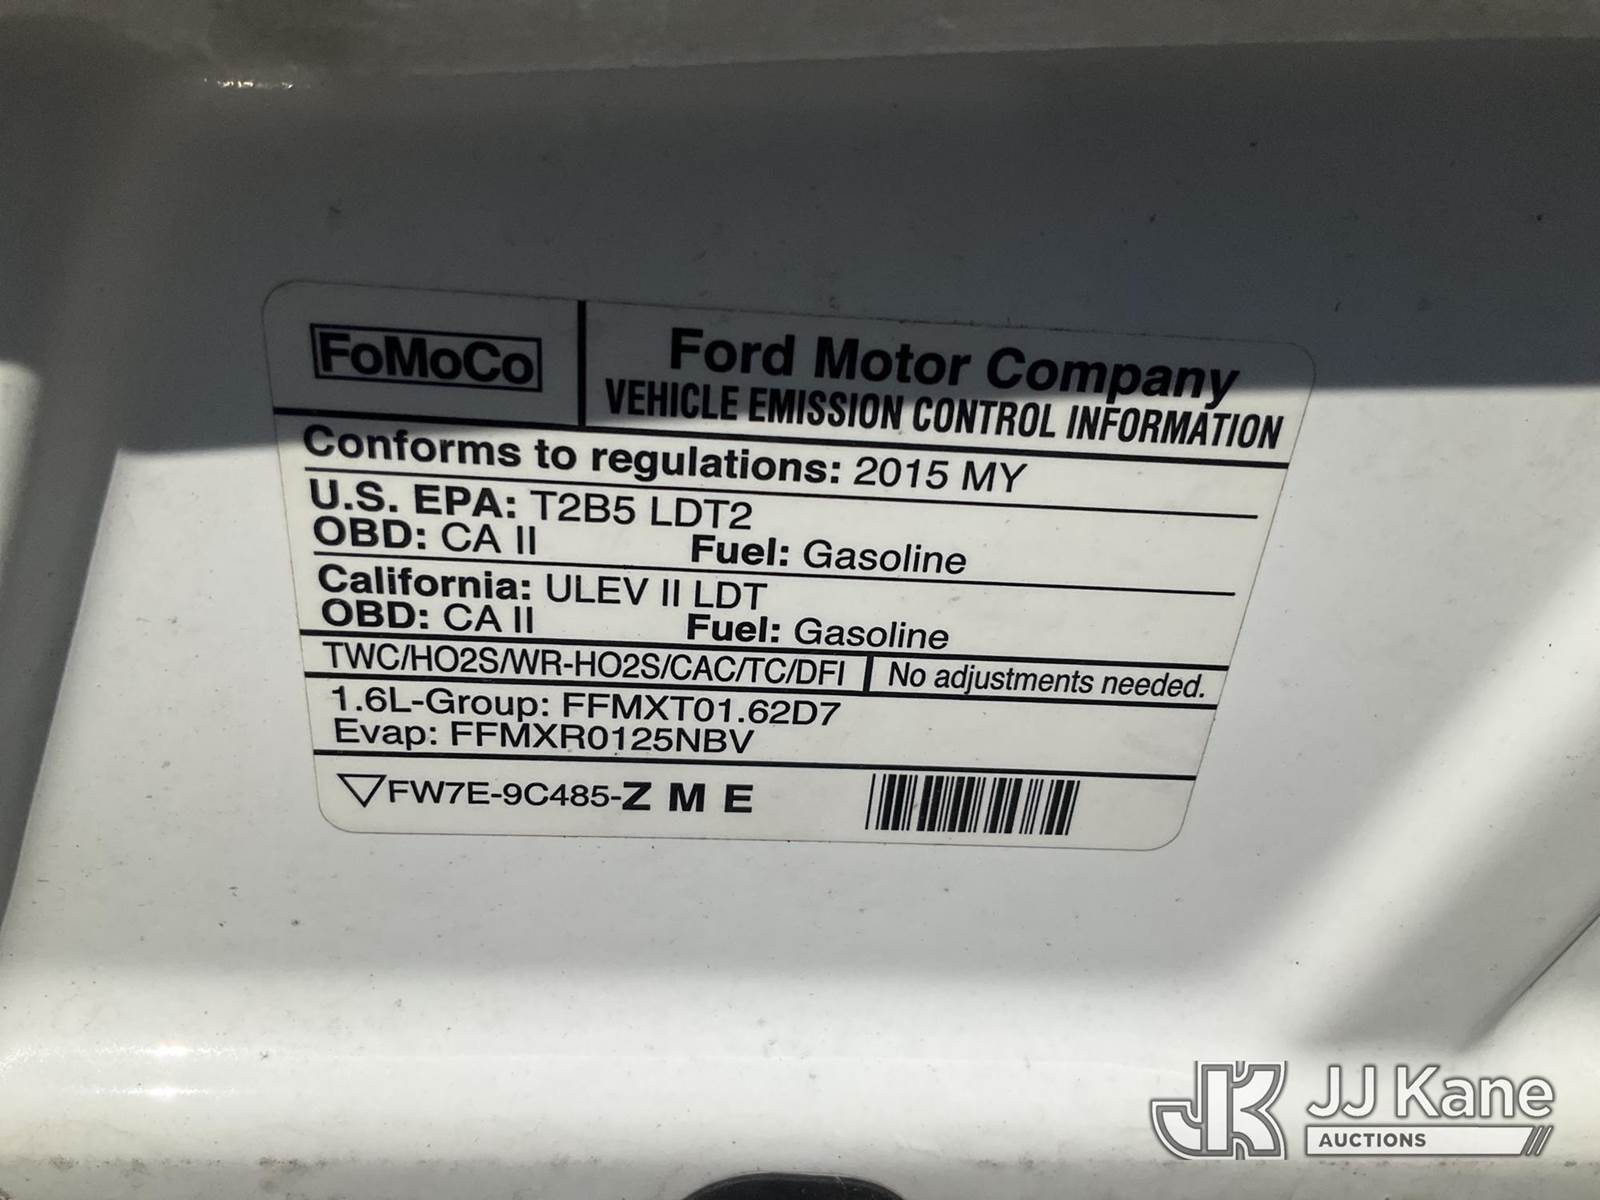 FoMoCo
Ford Motor Company
VEHICLE EMISSION CONTROL INFORMATION
Conforms to regulations: 2015 MY
U.S. EPA: T2B5 LDT2
OBD: CA II Fuel: Gasoline
California: ULEV II LDT
OBD: CA II Fuel: Gasoline
TWC/HO2S/WR-HO2S/CAC/TC/DFI No adjustments needed.
1.6L-Group: FFMXT01.62D7
Evap: FFMXR0125NBV
FW7E-9C485-Z M E
JJ Kane
AUCTIONS